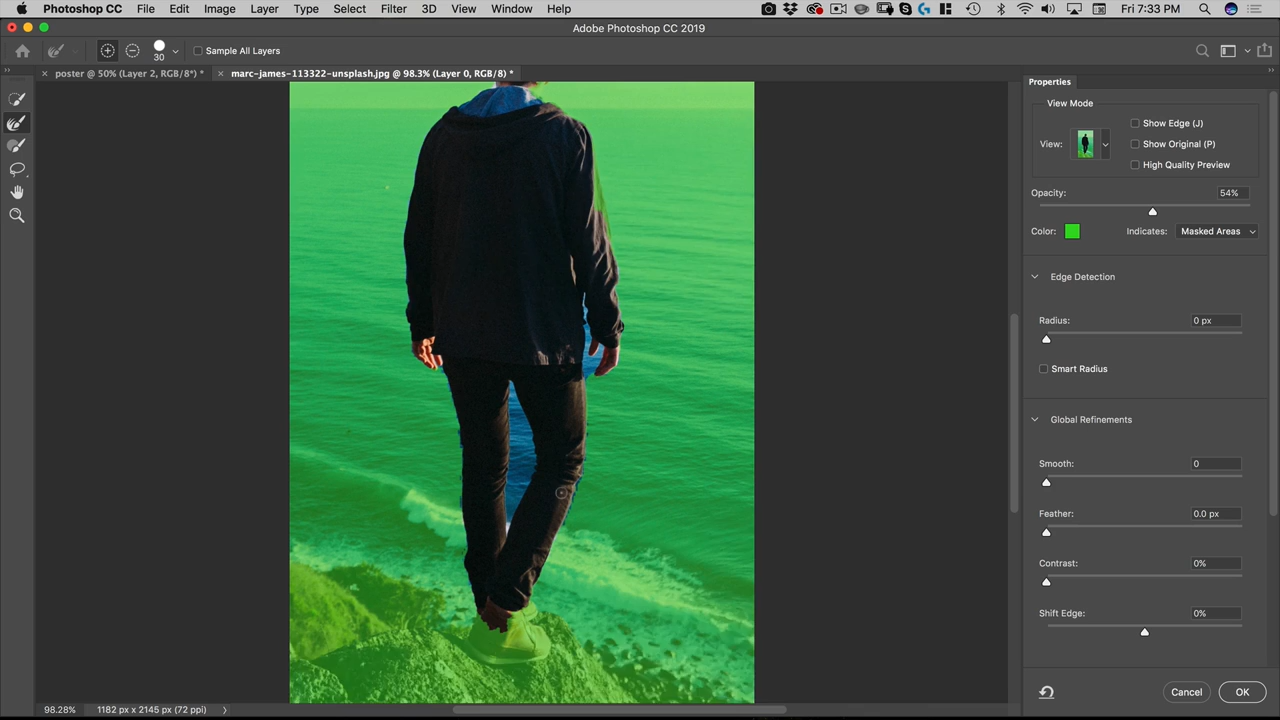 Photoshop CC File Edit Image Layer Type Select Filter 3D View Window Help Fri 7:33 PM
Adobe Photoshop CC 2019
30 Sample All Layers
× poster @ 50% (Layer 2, RGB/8*) * × marc-james-113322-unsplash.jpg @ 98.3% (Layer 0, RGB/8) *
Properties
View Mode
Show Edge (J)
View: Show Original (P)
High Quality Preview
Opacity: 54%
Color: Indicates: Masked Areas
Edge Detection
Radius: 0 px
Smart Radius
Global Refinements
Smooth: 0
Feather: 0.0 px
Contrast: 0%
Shift Edge: 0%
Cancel OK
98.28% 1182 px x 2145 px (72 ppi)